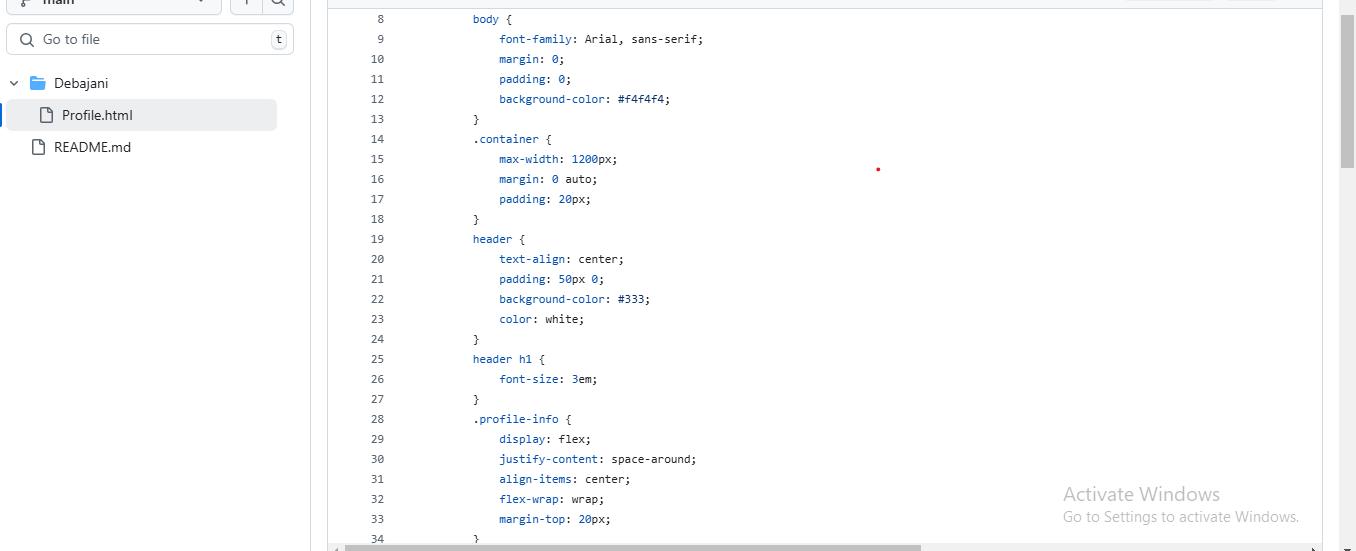 main
Go to file
t
Debajani
Profile.html
README.md
8 body {
9 font-family: Arial, sans-serif;
10 margin: 0;
11 padding: 0;
12 background-color: #f4f4f4;
13 }
14 .container {
15 max-width: 1200px;
16 margin: 0 auto;
17 padding: 20px;
18 }
19 header {
20 text-align: center;
21 padding: 50px 0;
22 background-color: #333;
23 color: white;
24 }
25 header h1 {
26 font-size: 3em;
27 }
28 .profile-info {
29 display: flex;
30 justify-content: space-around;
31 align-items: center;
32 flex-wrap: wrap;
33 margin-top: 20px;
34 }
Activate Windows
Go to Settings to activate Windows.